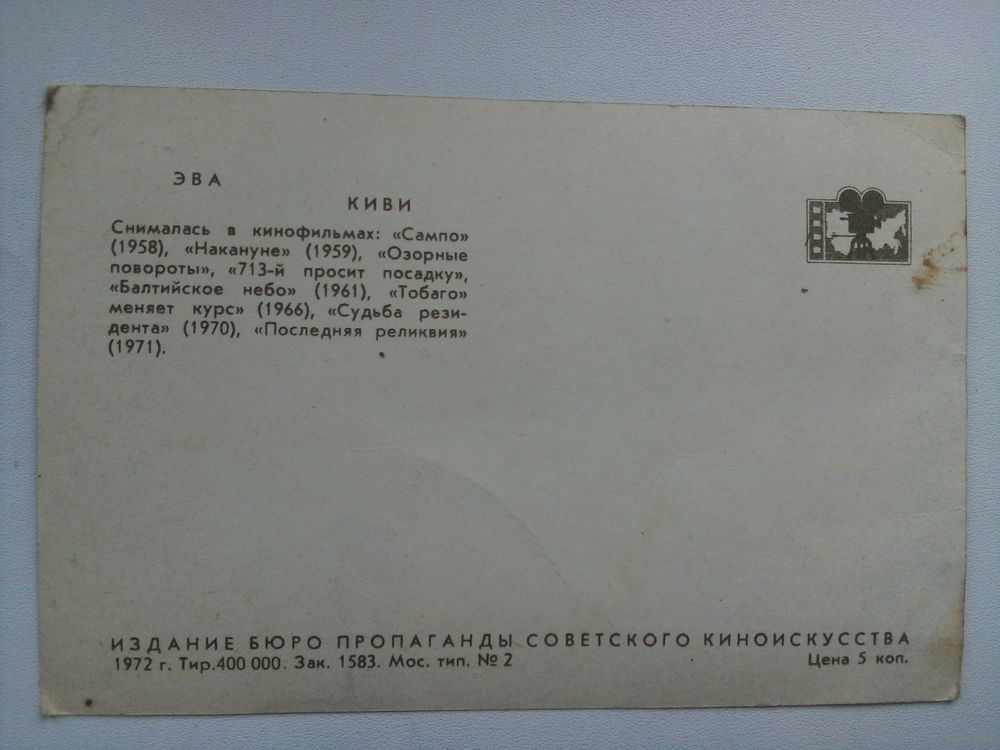 ЭВА
КИВИ
Снималась в кинофильмах: «Сампо»
(1958), «Накануне» (1959), «Озорные
повороты», «713-й просит посадку»,
«Балтийское небо» (1961), «Тобаго»
меняет курс» (1966), «Судьба рези-
дента» (1970), «Последняя реликвия»
(1971).
ИЗДАНИЕ БЮРО ПРОПАГАНДЫ СОВЕТСКОГО КИНОИСКУССТВА
1972 г. Тир.400 000. Зак. 1583. Мос. тип. № 2 Цена 5 коп.